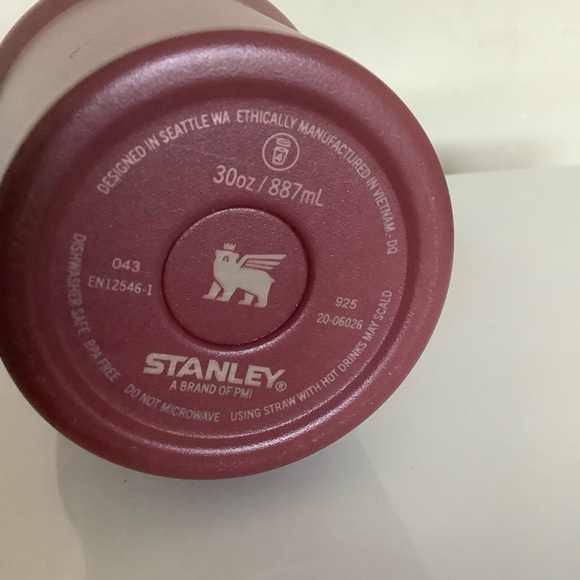 DESIGNED IN SEATTLE WA ETHICALLY MANUFACTURED IN VIETNAM.- DQ
4
30oz / 887mL
043
EN12546-1
925
20-06026
STANLEY®
A BRAND OF PMI
DISHWASHER SAFE BPA FREE DO NOT MICROWAVE USING STRAW WITH HOT DRINKS MAY SCALD